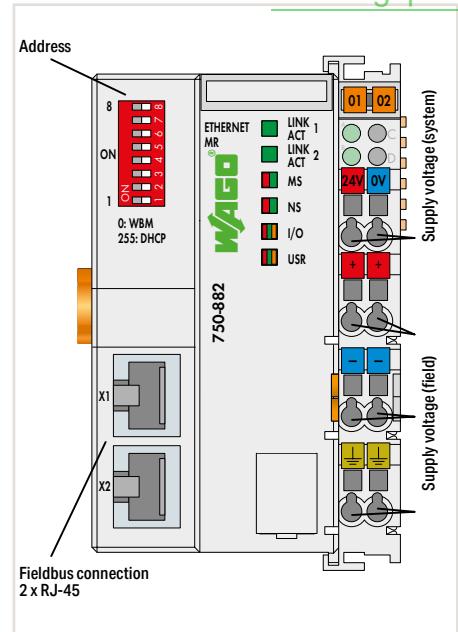 Address
8
ON
1
ON
1 2 3 4 5 6 7 8
0: WBM
255: DHCP
ETHERNET
MR
LINK 1
ACT
LINK 2
ACT
MS
NS
I/O
USR
WAGO
®
750-882
X1
X2
01 02
C
D
24V 0V
+ +
− −
Supply voltage (system)
Supply voltage (field)
Fieldbus connection
2 x RJ-45